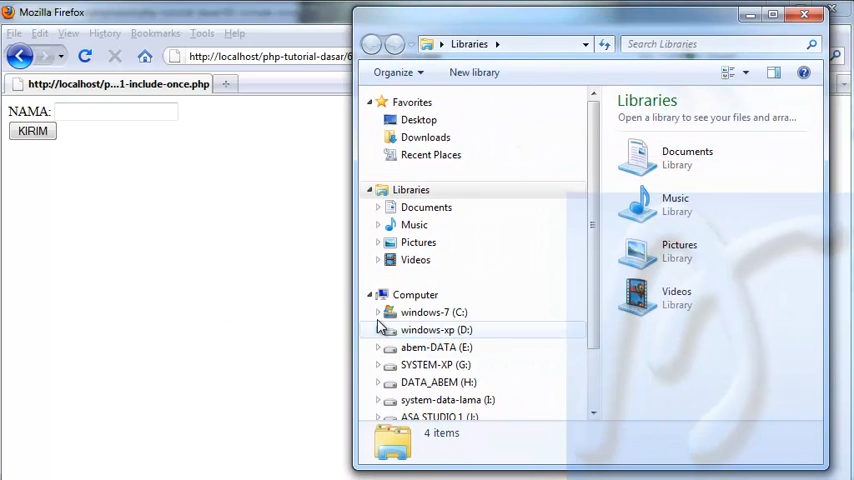 Mozilla Firefox
File Edit View History Bookmarks Tools Help
http://localhost/php-tutorial-dasar/6
http://localhost/p...1-include-once.php
NAMA:
KIRIM
Libraries
Search Libraries
Organize
New library
Favorites
Desktop
Downloads
Recent Places
Libraries
Documents
Music
Pictures
Videos
Computer
windows-7 (C:)
windows-xp (D:)
abem-DATA (E:)
SYSTEM-XP (G:)
DATA_ABEM (H:)
system-data-lama (I:)
ASA STUDIO 1 (J:)
Libraries
Open a library to see your files and arra...
Documents
Library
Music
Library
Pictures
Library
Videos
Library
4 items